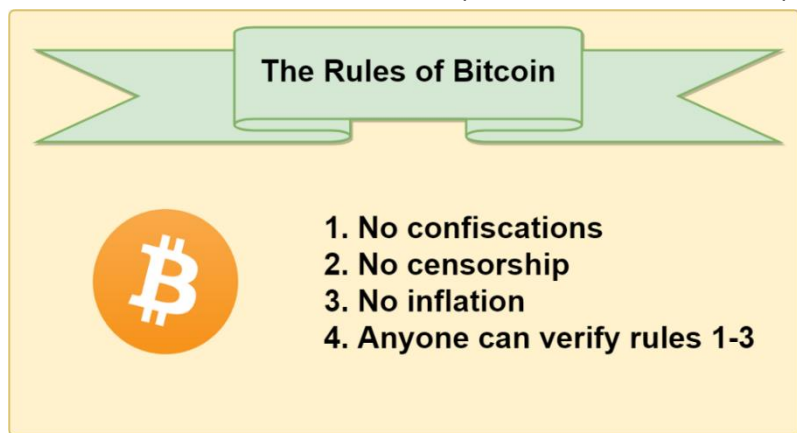 The Rules of Bitcoin
1. No confiscations
2. No censorship
3. No inflation
4. Anyone can verify rules 1-3